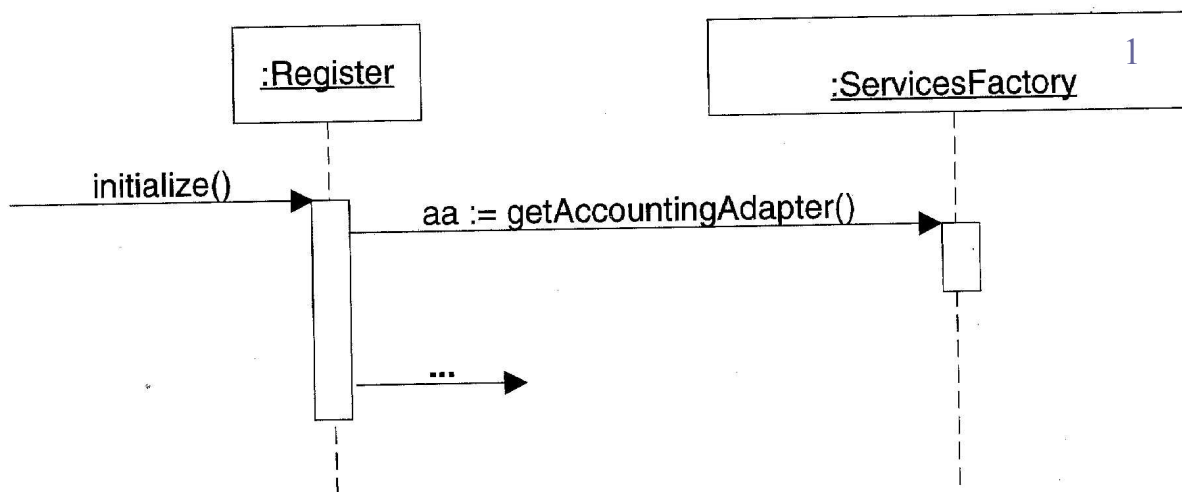 :Register
1
:ServicesFactory
initialize()
aa := getAccountingAdapter()
...